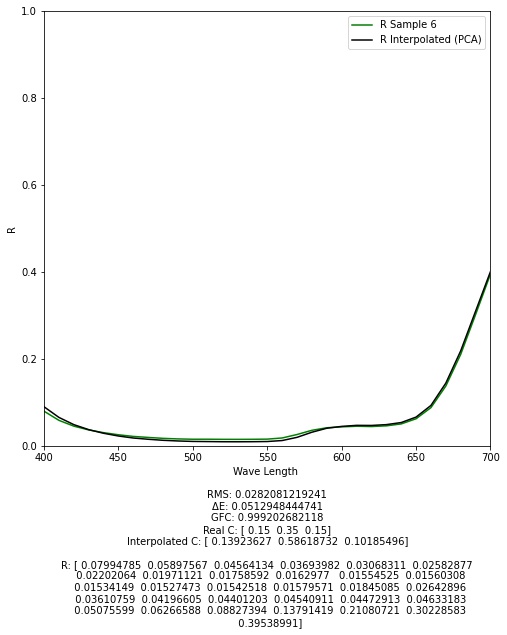 1.0
0.8
0.6
0.4
0.2
0.0
R
R Sample 6
R Interpolated (PCA)
400 450 500 550 600 650 700
Wave Length
RMS: 0.0282081219241
ΔE: 0.0512948444741
GFC: 0.999202682118
Real C: [ 0.15 0.35 0.15]
Interpolated C: [ 0.13923627 0.58618732 0.10185496]
R: [ 0.07994785 0.05897567 0.04564134 0.03693982 0.03068311 0.02582877
0.02202064 0.01971121 0.01758592 0.0162977 0.01554525 0.01560308
0.01534149 0.01527473 0.01542518 0.01579571 0.01845085 0.02642896
0.03610759 0.04196605 0.04401203 0.04540911 0.04472913 0.04633183
0.05075599 0.06266588 0.08827394 0.13791419 0.21080721 0.30228583
0.39538991]